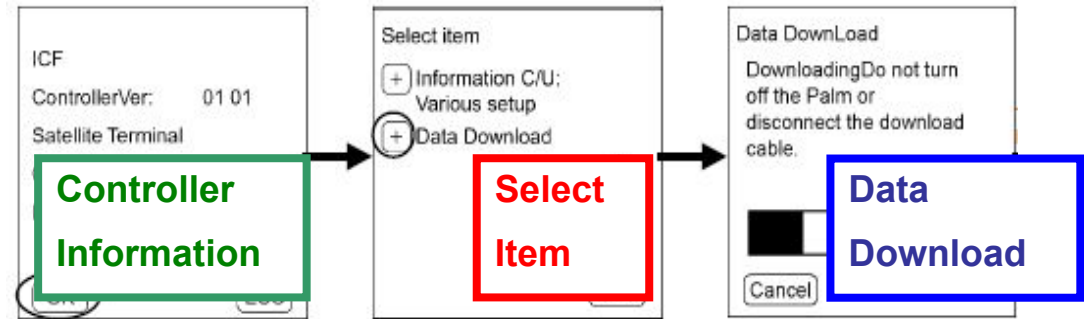 ICF
ControllerVer: 01 01
Satellite Terminal
Controller
Information
Select item
+ Information C/U:
Various setup
+ Data Download
Select
Item
Data DownLoad
DownloadingDo not turn
off the Palm or
disconnect the download
cable.
Data
Download
Cancel